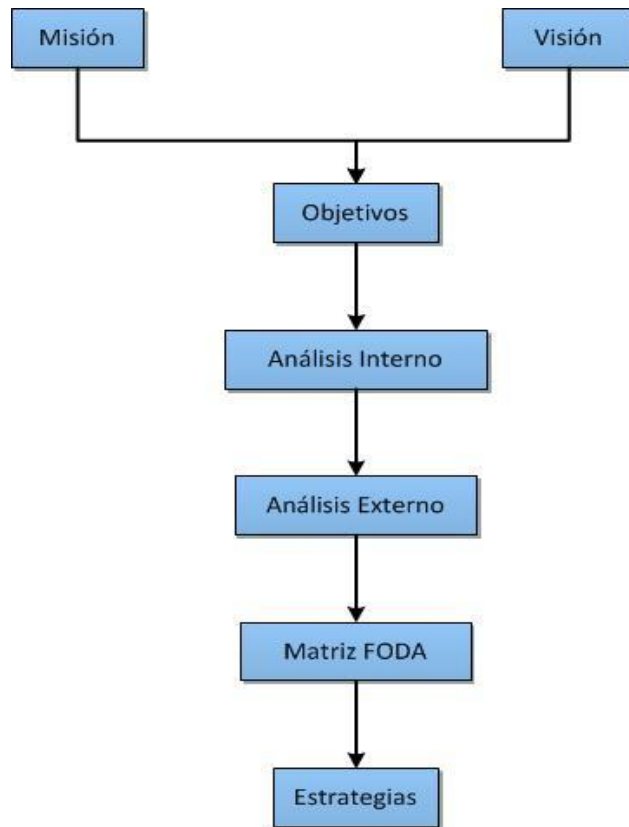 Misión
Visión
Objetivos
Análisis Interno
Análisis Externo
Matriz FODA
Estrategias